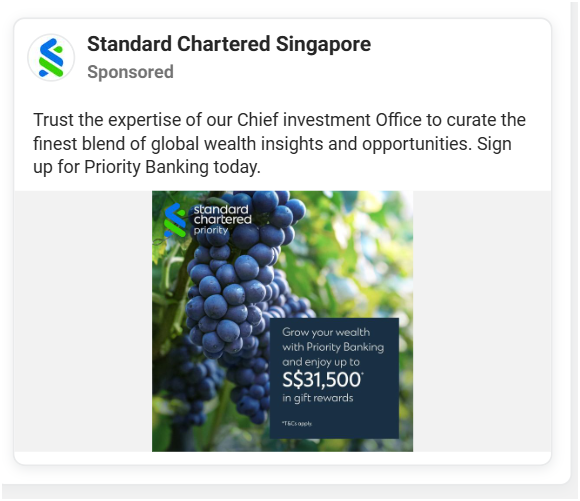 Standard Chartered Singapore
Sponsored
Trust the expertise of our Chief investment Office to curate the
finest blend of global wealth insights and opportunities. Sign
up for Priority Banking today.
standard
chartered
priority
Grow your wealth
with Priority Banking
and enjoy up to
S$31,500*
in gift rewards
*T&Cs apply